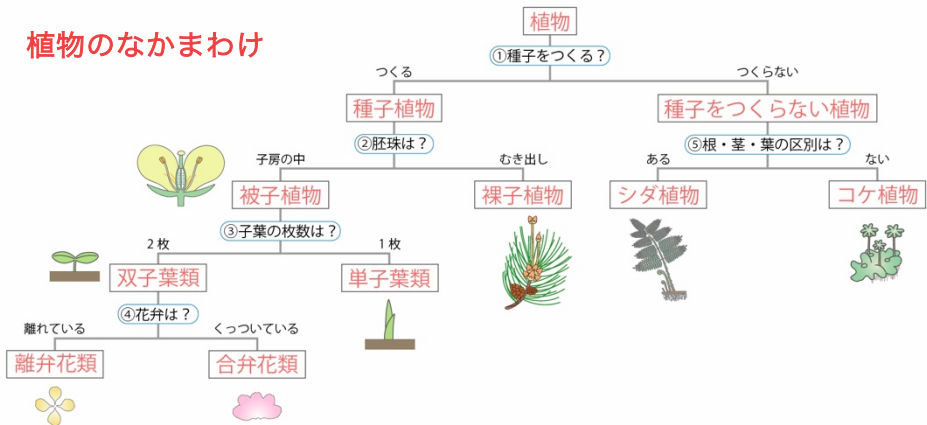 植物のなかまわけ
植物
①種子をつくる？
つくる
つくらない
種子植物
種子をつくらない植物
②胚珠は？
⑤根・茎・葉の区別は？
子房の中
むき出し
ある
ない
被子植物
裸子植物
シダ植物
コケ植物
③子葉の枚数は？
2枚
1枚
双子葉類
単子葉類
④花弁は？
離れている
くっついている
離弁花類
合弁花類